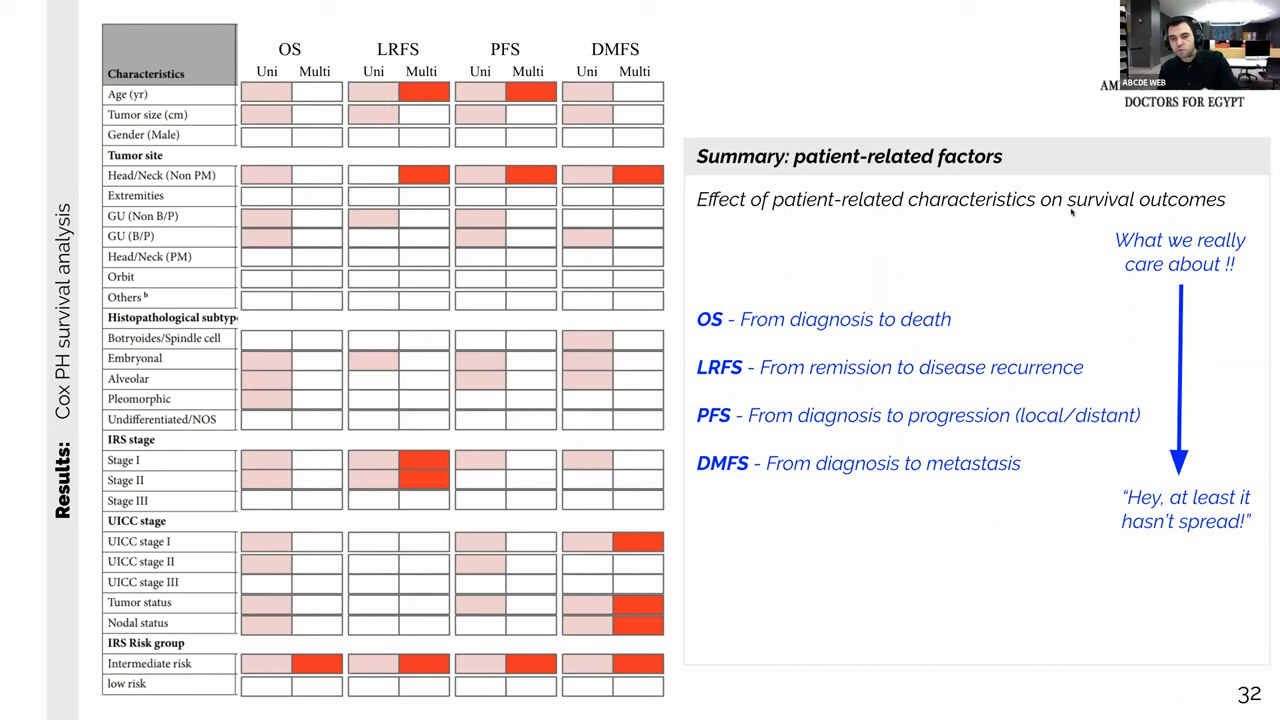 Results: Cox PH survival analysis
Characteristics
OS LRFS PFS DMFS
Uni Multi Uni Multi Uni Multi Uni Multi
Age (yr)
Tumor size (cm)
Gender (Male)
Tumor site
Head/Neck (Non PM)
Extremities
GU (Non B/P)
GU (B/P)
Head/Neck (PM)
Orbit
Others b
Histopathological subtyp
Botryoides/Spindle cell
Embryonal
Alveolar
Pleomorphic
Undifferentiated/NOS
IRS stage
Stage I
Stage II
Stage III
UICC stage
UICC stage I
UICC stage II
UICC stage III
Tumor status
Nodal status
IRS Risk group
Intermediate risk
low risk
ABCDE WEB
AM
DOCTORS FOR EGYPT
Summary: patient-related factors
Effect of patient-related characteristics on survival outcomes
What we really
care about !!
OS - From diagnosis to death
LRFS - From remission to disease recurrence
PFS - From diagnosis to progression (local/distant)
DMFS - From diagnosis to metastasis
“Hey, at least it
hasn’t spread!”
32